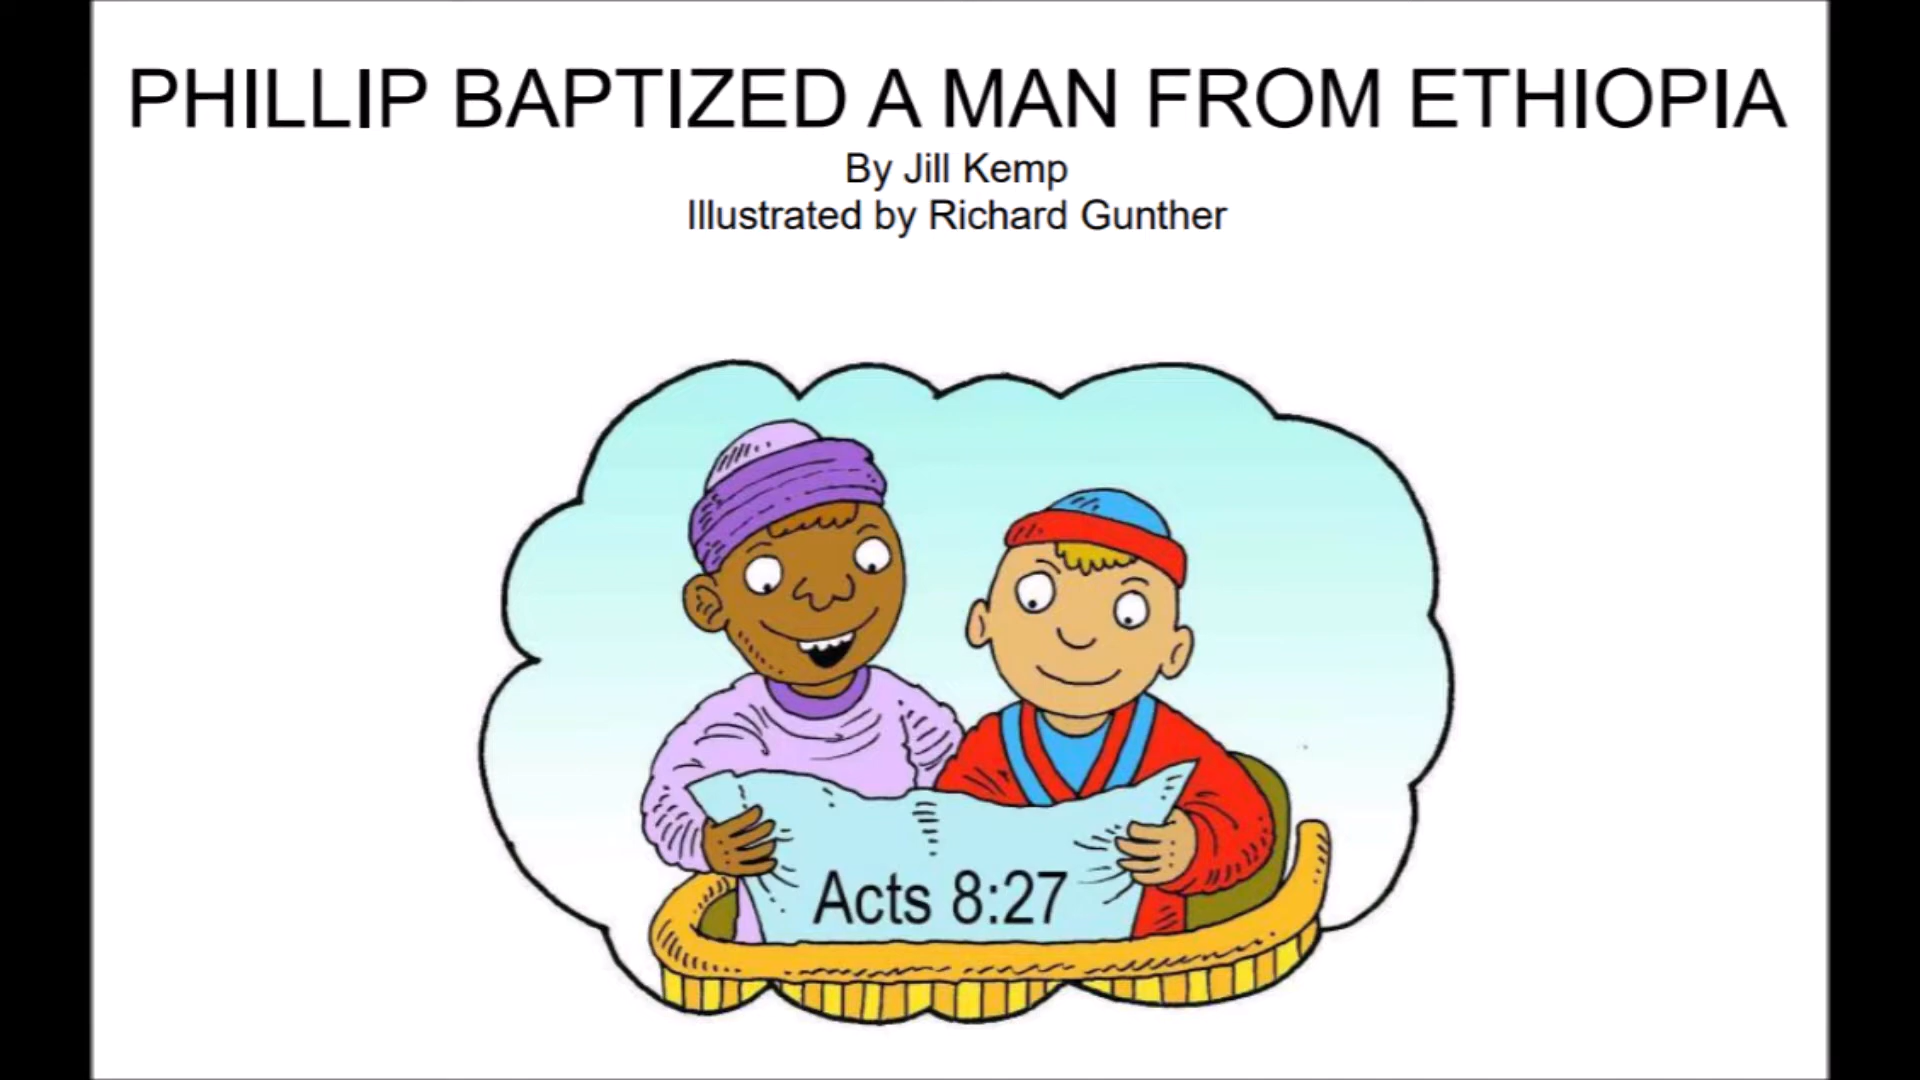 PHILLIP BAPTIZED A MAN FROM ETHIOPIA
By Jill Kemp
Illustrated by Richard Gunther
Acts 8:27